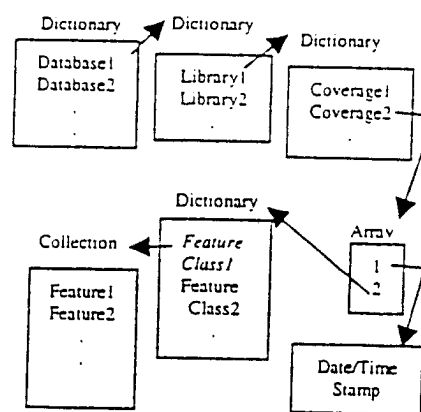 Dictionary
Dictionary
Dictionary
Database1
Database2
.
.
Library1
Library2
.
Coverage1
Coverage2
.
Dictionary
Array
Collection
Feature
Class1
Feature
Class2
.
.
1
2
Feature1
Feature2
.
.
Date/Time
Stamp